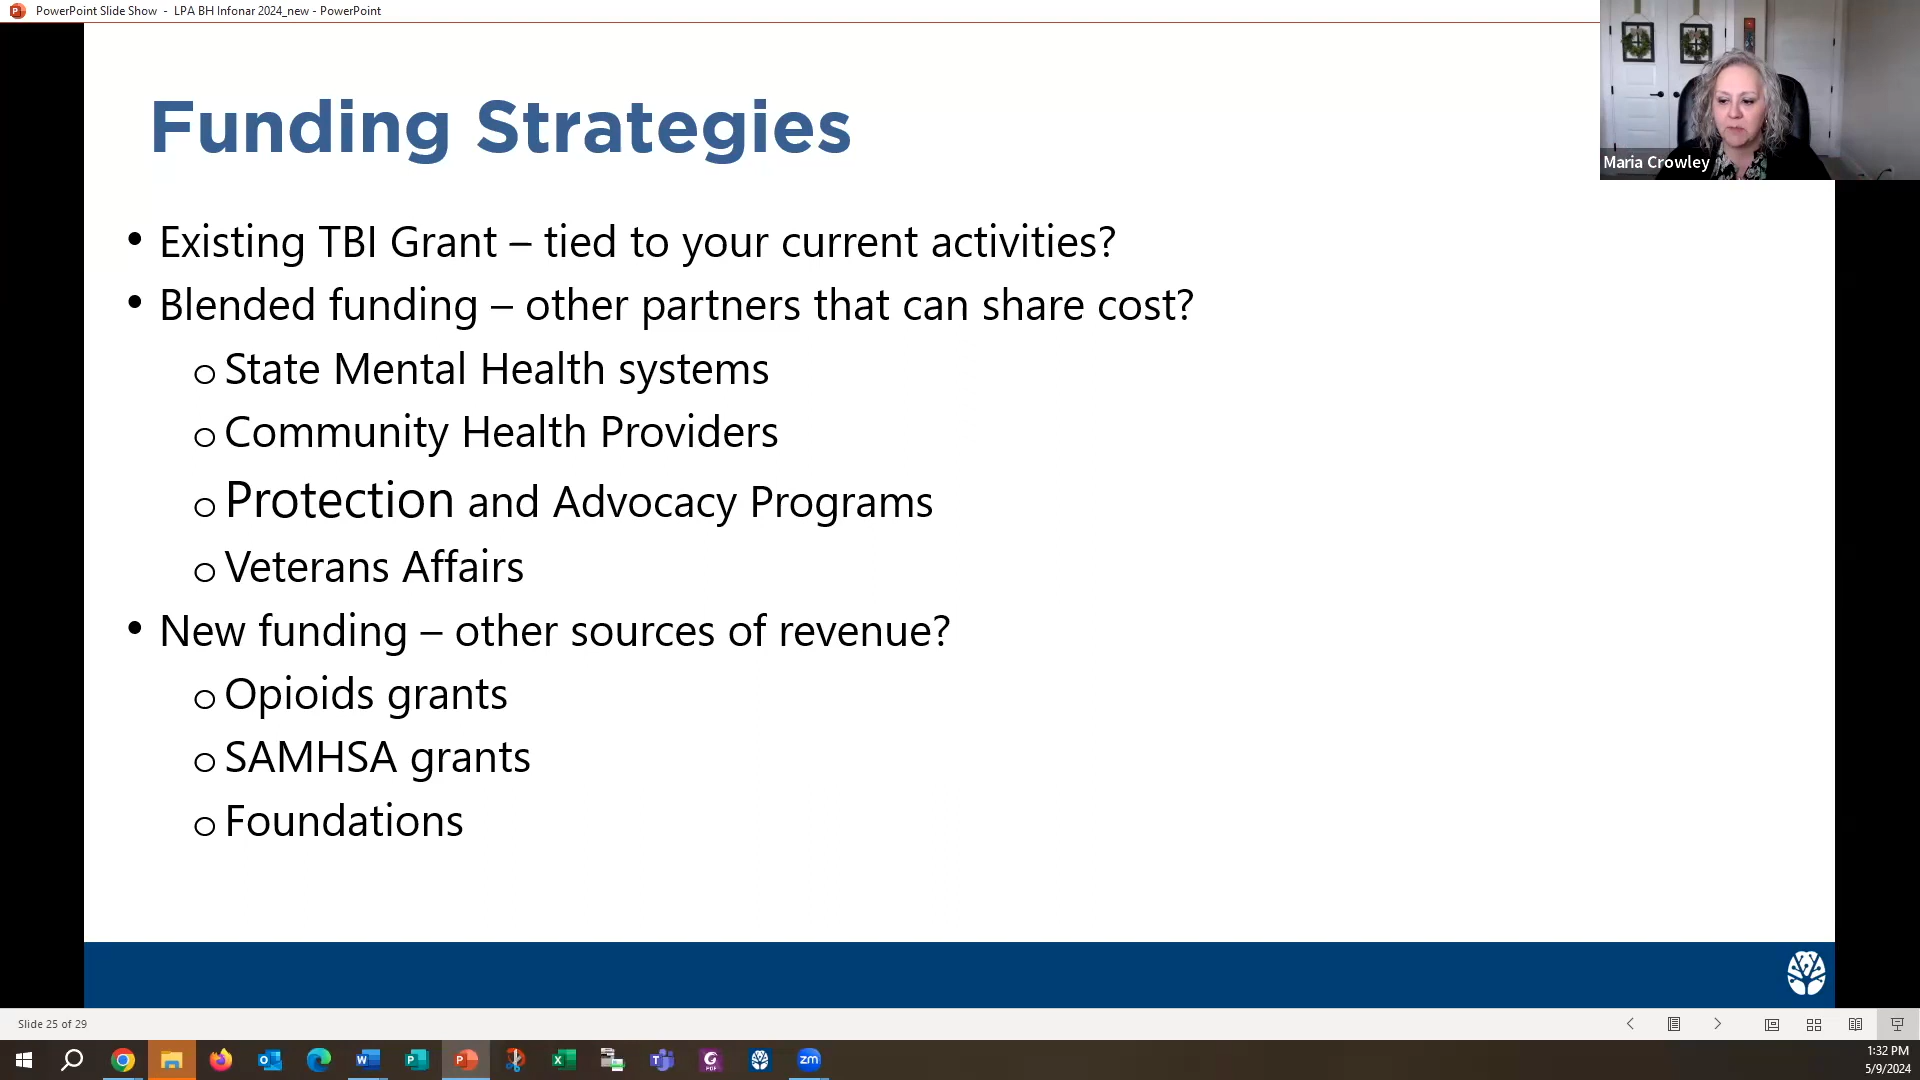 PowerPoint Slide Show - LPA BH Infonar 2024_new - PowerPoint
Maria Crowley
Funding Strategies
• Existing TBI Grant – tied to your current activities?
• Blended funding – other partners that can share cost?
o State Mental Health systems
o Community Health Providers
o Protection and Advocacy Programs
o Veterans Affairs
• New funding – other sources of revenue?
o Opioids grants
o SAMHSA grants
o Foundations
Slide 25 of 29
zm
1:32 PM
5/9/2024